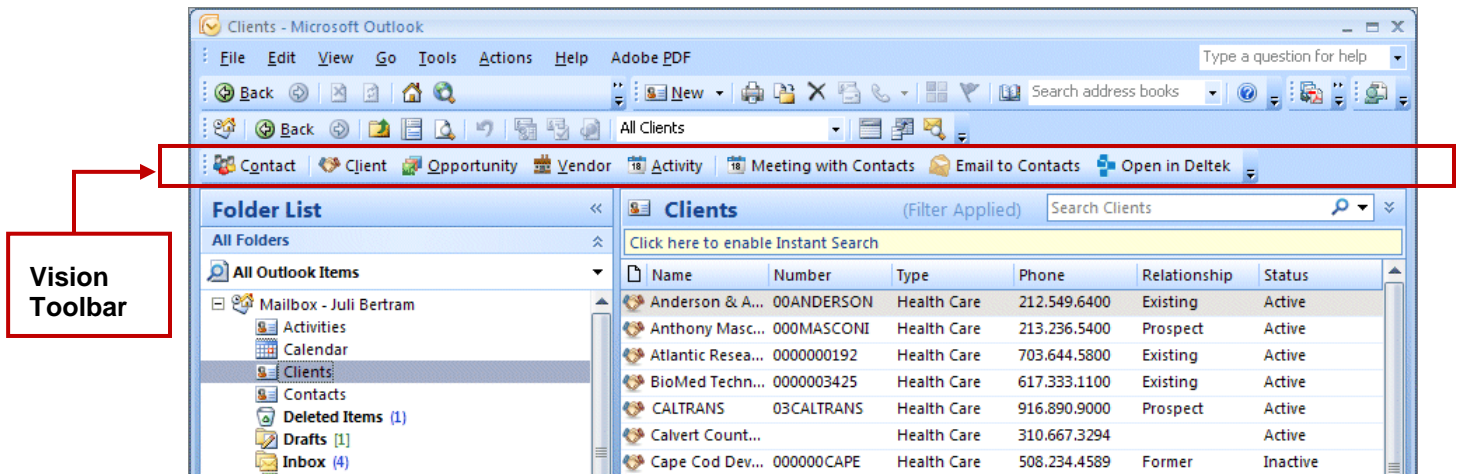 Clients - Microsoft Outlook
File Edit View Go Tools Actions Help Adobe PDF Type a question for help
Back New Search address books
Back All Clients
Contact Client Opportunity Vendor 18 Activity 18 Meeting with Contacts Email to Contacts Open in Deltek
Folder List
All Folders
All Outlook Items
Mailbox - Juli Bertram
Activities
Calendar
Clients
Contacts
Deleted Items (1)
Drafts [1]
Inbox (4)
Clients (Filter Applied) Search Clients
Click here to enable Instant Search
Name Number Type Phone Relationship Status
Anderson & A... 00ANDERSON Health Care 212.549.6400 Existing Active
Anthony Masc... 000MASCONI Health Care 213.236.5400 Prospect Active
Atlantic Resea... 0000000192 Health Care 703.644.5800 Existing Active
BioMed Techn... 0000003425 Health Care 617.333.1100 Existing Active
CALTRANS 03CALTRANS Health Care 916.890.9000 Prospect Active
Calvert Count... Health Care 310.667.3294 Active
Cape Cod Dev... 000000CAPE Health Care 508.234.4589 Former Inactive
Vision
Toolbar